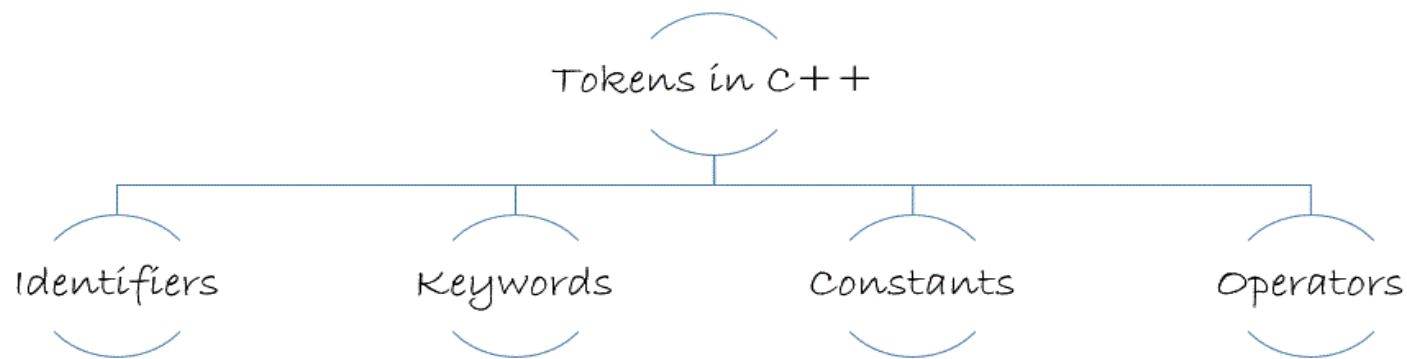 Tokens in C++
Identifiers
Keywords
Constants
Operators